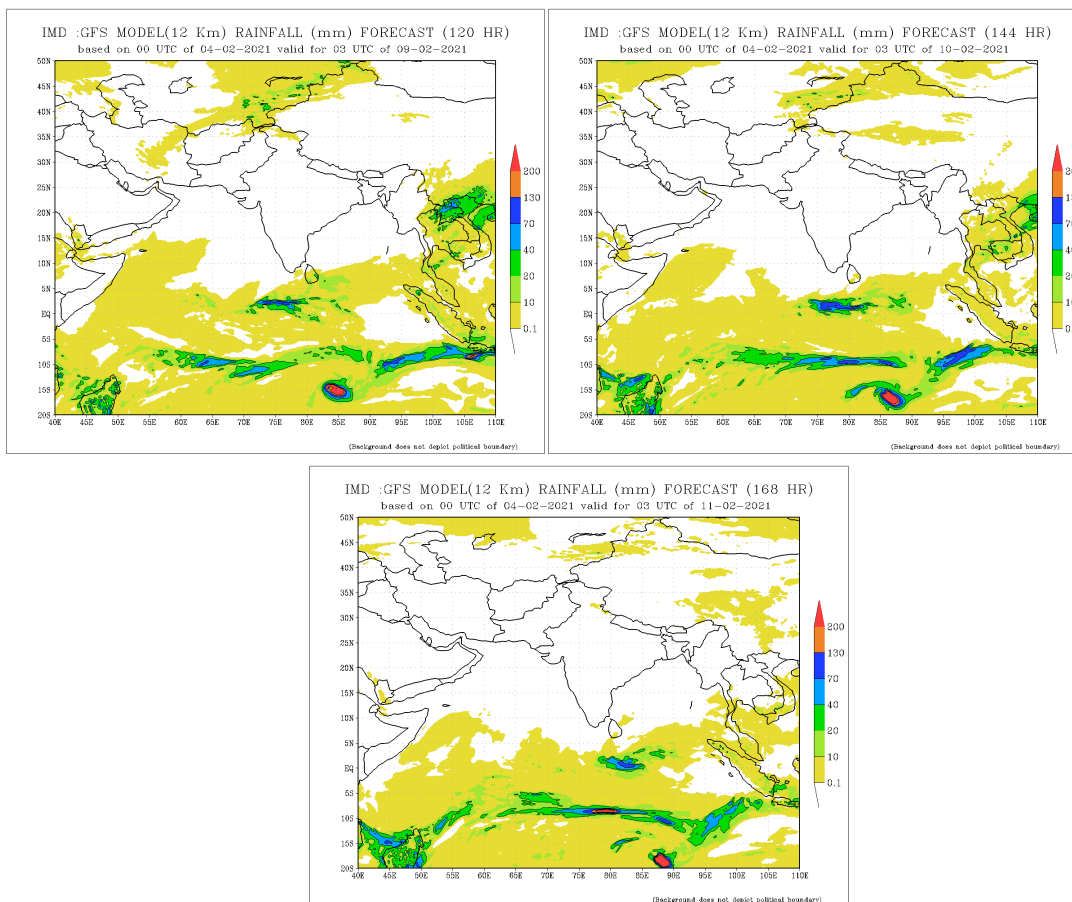 IMD :GFS MODEL(12 Km) RAINFALL (mm) FORECAST (120 HR)
based on 00 UTC of 04-02-2021 valid for 03 UTC of 09-02-2021
50N
45N
40N
35N
30N
25N
20N
15N
10N
5N
EQ
5S
10S
15S
20S
40E 45E 50E 55E 60E 65E 70E 75E 80E 85E 90E 95E 100E 105E 110E
200
130
70
40
20
10
0.1
(Background does not depict political boundary)
IMD :GFS MODEL(12 Km) RAINFALL (mm) FORECAST (144 HR)
based on 00 UTC of 04-02-2021 valid for 03 UTC of 10-02-2021
50N
45N
40N
35N
30N
25N
20N
15N
10N
5N
EQ
5S
10S
15S
20S
40E 45E 50E 55E 60E 65E 70E 75E 80E 85E 90E 95E 100E 105E 110E
200
130
70
40
20
10
(Background does not depict political boundary)
IMD :GFS MODEL(12 Km) RAINFALL (mm) FORECAST (168 HR)
based on 00 UTC of 04-02-2021 valid for 03 UTC of 11-02-2021
50N
45N
40N
35N
30N
25N
20N
15N
10N
5N
EQ
5S
10S
15S
20S
40E 45E 50E 55E 60E 65E 70E 75E 80E 85E 90E 95E 100E 105E 110E
200
130
70
40
20
10
0.1
(Background does not depict political boundary)